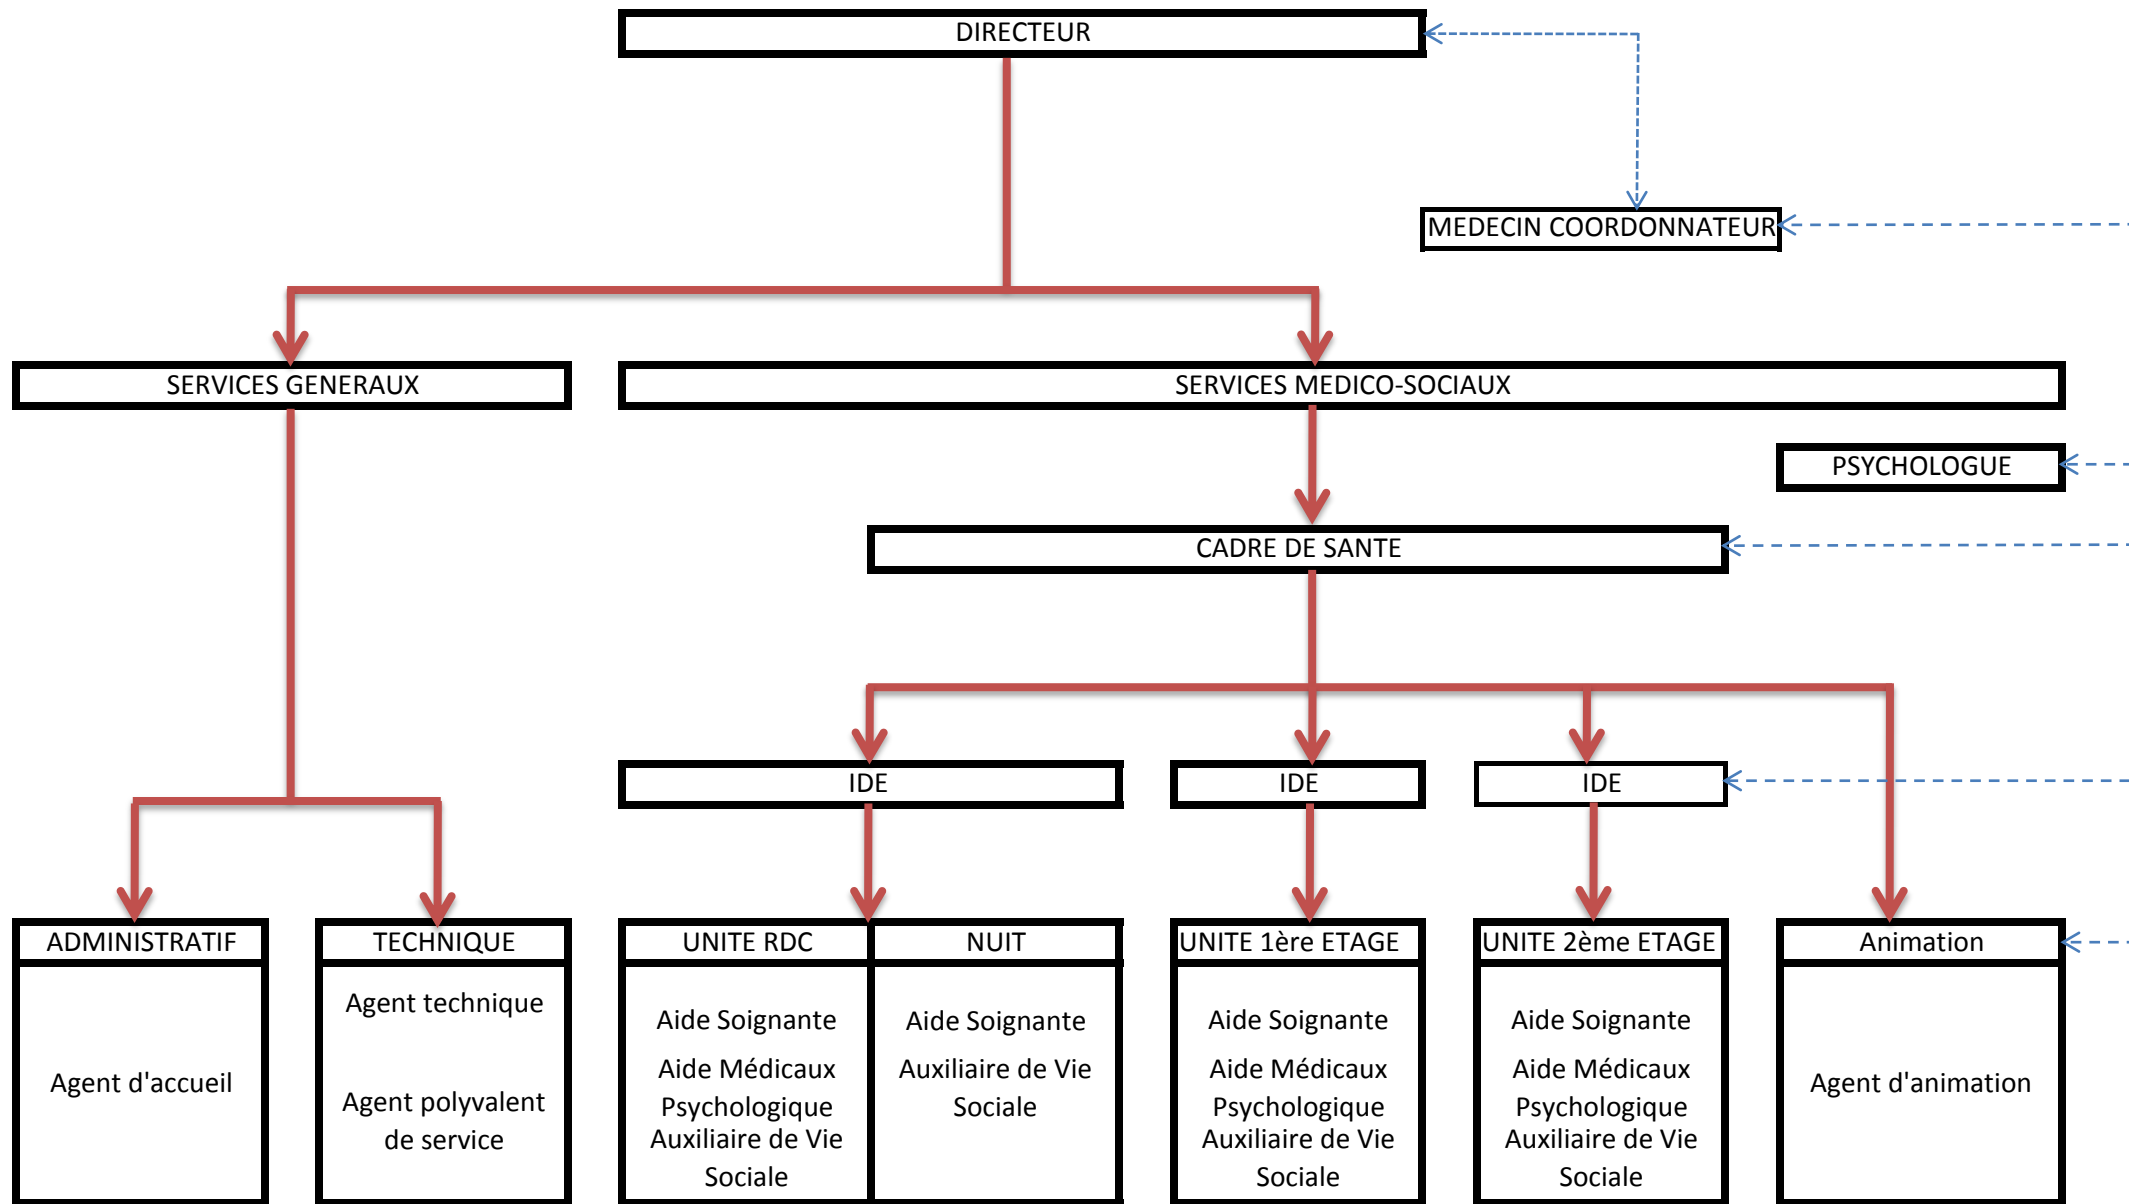 DIRECTEUR
MEDECIN COORDONNATEUR
SERVICES GENERAUX
SERVICES MEDICO-SOCIAUX
PSYCHOLOGUE
CADRE DE SANTE
IDE
IDE
IDE
ADMINISTRATIF
Agent d'accueil
TECHNIQUE
Agent technique
Agent polyvalent
de service
UNITE RDC
Aide Soignante
Aide Médicaux
Psychologique
Auxiliaire de Vie
Sociale
NUIT
Aide Soignante
Auxiliaire de Vie
Sociale
UNITE 1ère ETAGE
Aide Soignante
Aide Médicaux
Psychologique
Auxiliaire de Vie
Sociale
UNITE 2ème ETAGE
Aide Soignante
Aide Médicaux
Psychologique
Auxiliaire de Vie
Sociale
Animation
Agent d'animation